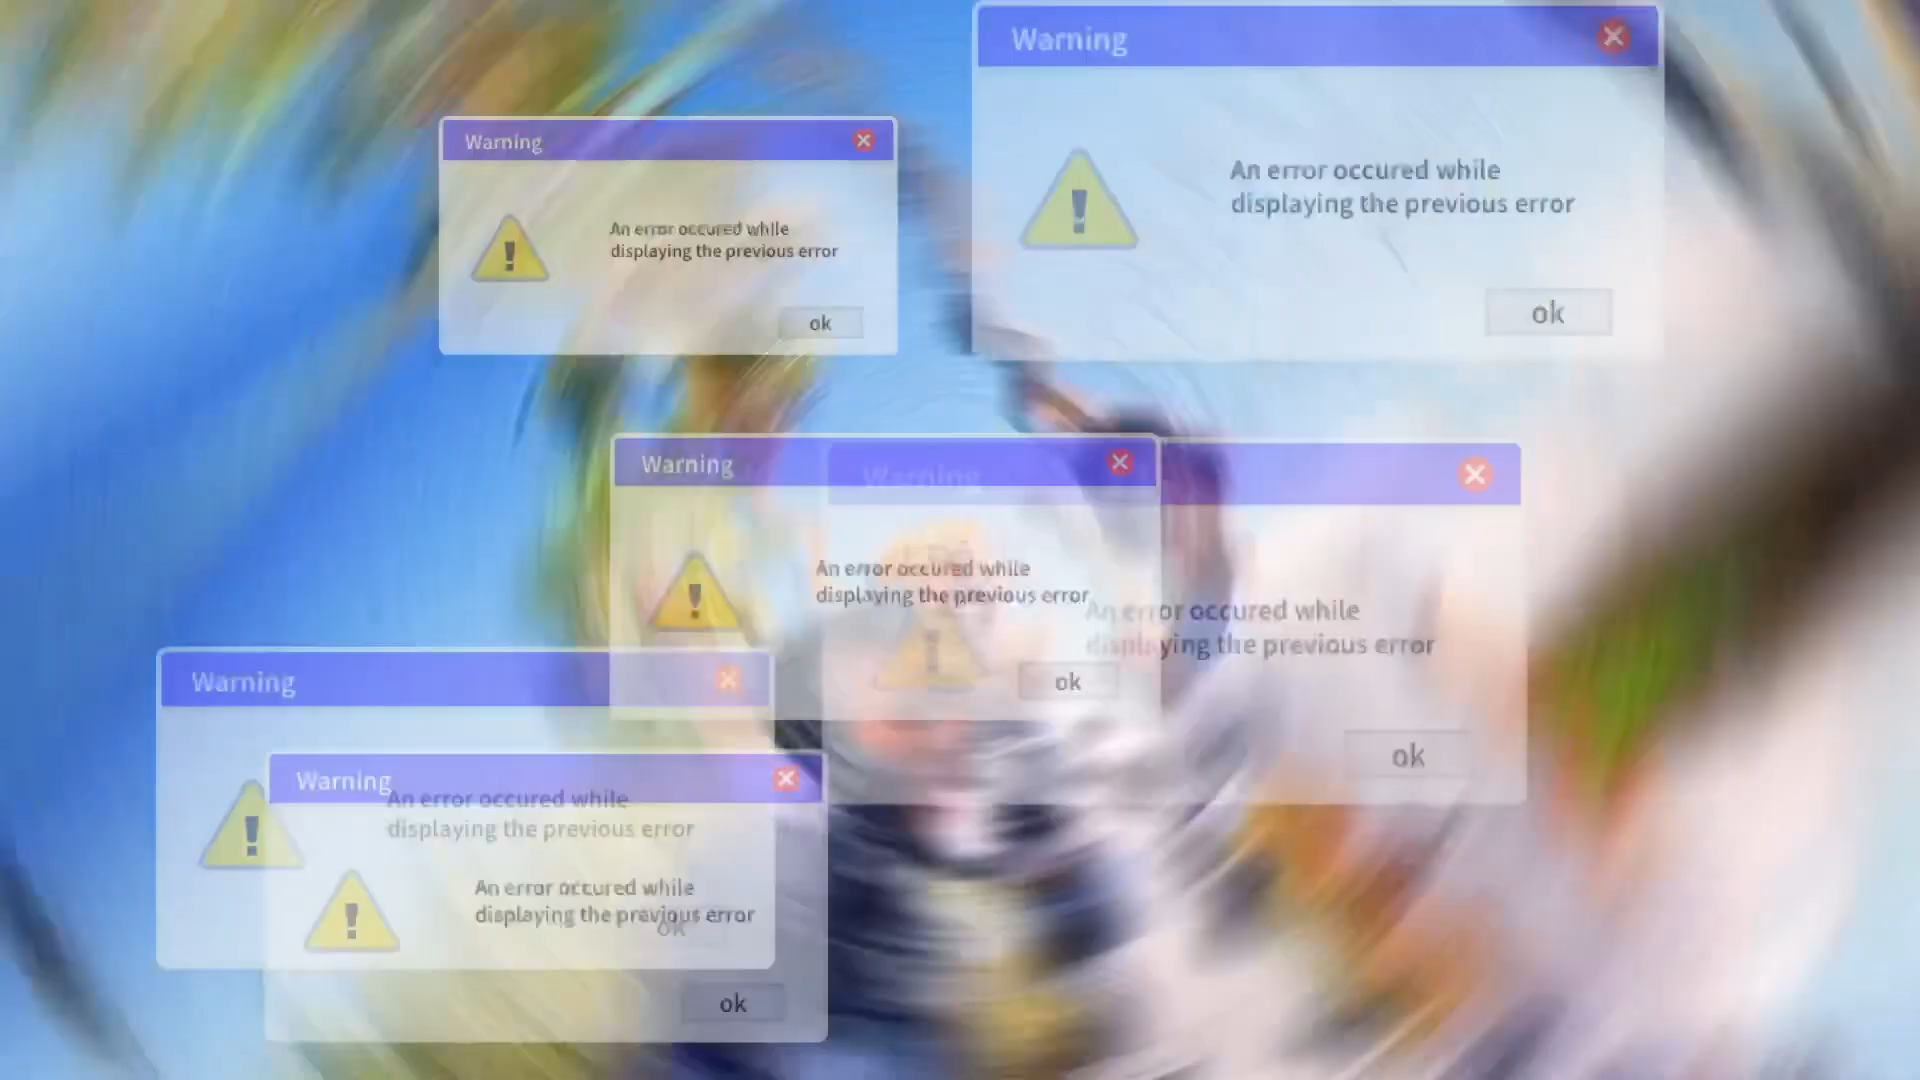 Warning
An error occured while
displaying the previous error
ok
Warning
An error occured while
displaying the previous error
ok
Warning
An error occured while
displaying the previous error
ok
Warning
An error occured while
displaying the previous error
ok
Warning
An error occured while
displaying the previous error
ok
Warning
An error occured while
displaying the previous error
ok